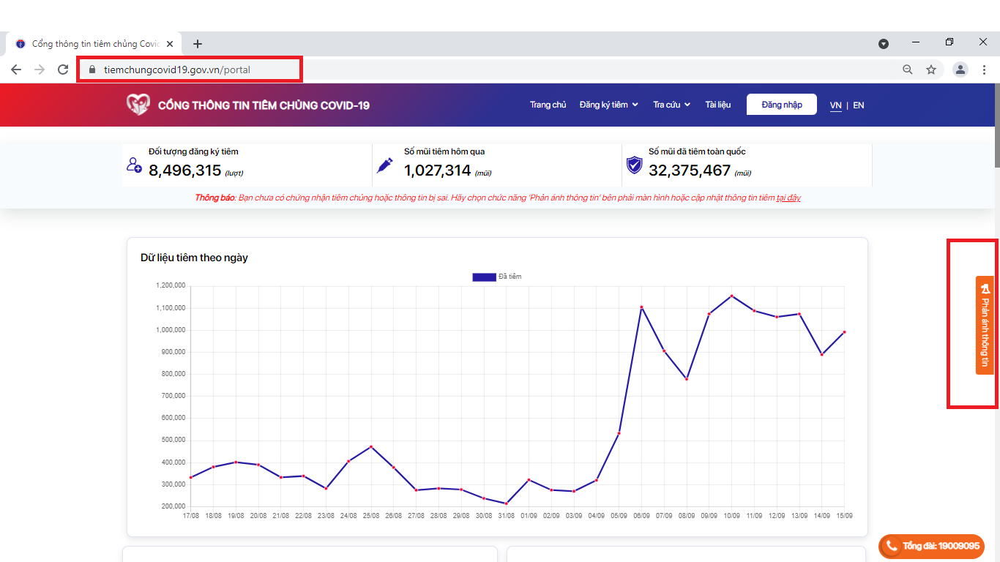 Cổng thông tin tiêm chủng Covid
tiemchungcovid19.gov.vn/portal
CỔNG THÔNG TIN TIÊM CHỦNG COVID-19
Trang chủ Đăng ký tiêm Tra cứu Tài liệu Đăng nhập VN | EN
Đối tượng đăng ký tiêm
8,496,315 (lượt)
Số mũi tiêm hôm qua
1,027,314 (mũi)
Số mũi đã tiêm toàn quốc
32,375,467 (mũi)
Thông báo: Bạn chưa có chứng nhận tiêm chủng hoặc thông tin bị sai. Hãy chọn chức năng 'Phản ánh thông tin' bên phải màn hình hoặc cập nhật thông tin tiêm tại đây
Dữ liệu tiêm theo ngày
Đã tiêm
1,200,000
1,100,000
1,000,000
900,000
800,000
700,000
600,000
500,000
400,000
300,000
200,000
17/08 18/08 19/08 20/08 21/08 22/08 23/08 24/08 25/08 26/08 27/08 28/08 29/08 30/08 31/08 01/09 02/09 03/09 04/09 05/09 06/09 07/09 08/09 09/09 10/09 11/09 12/09 13/09 14/09 15/09
Phản ánh thông tin
Tổng đài: 19009095